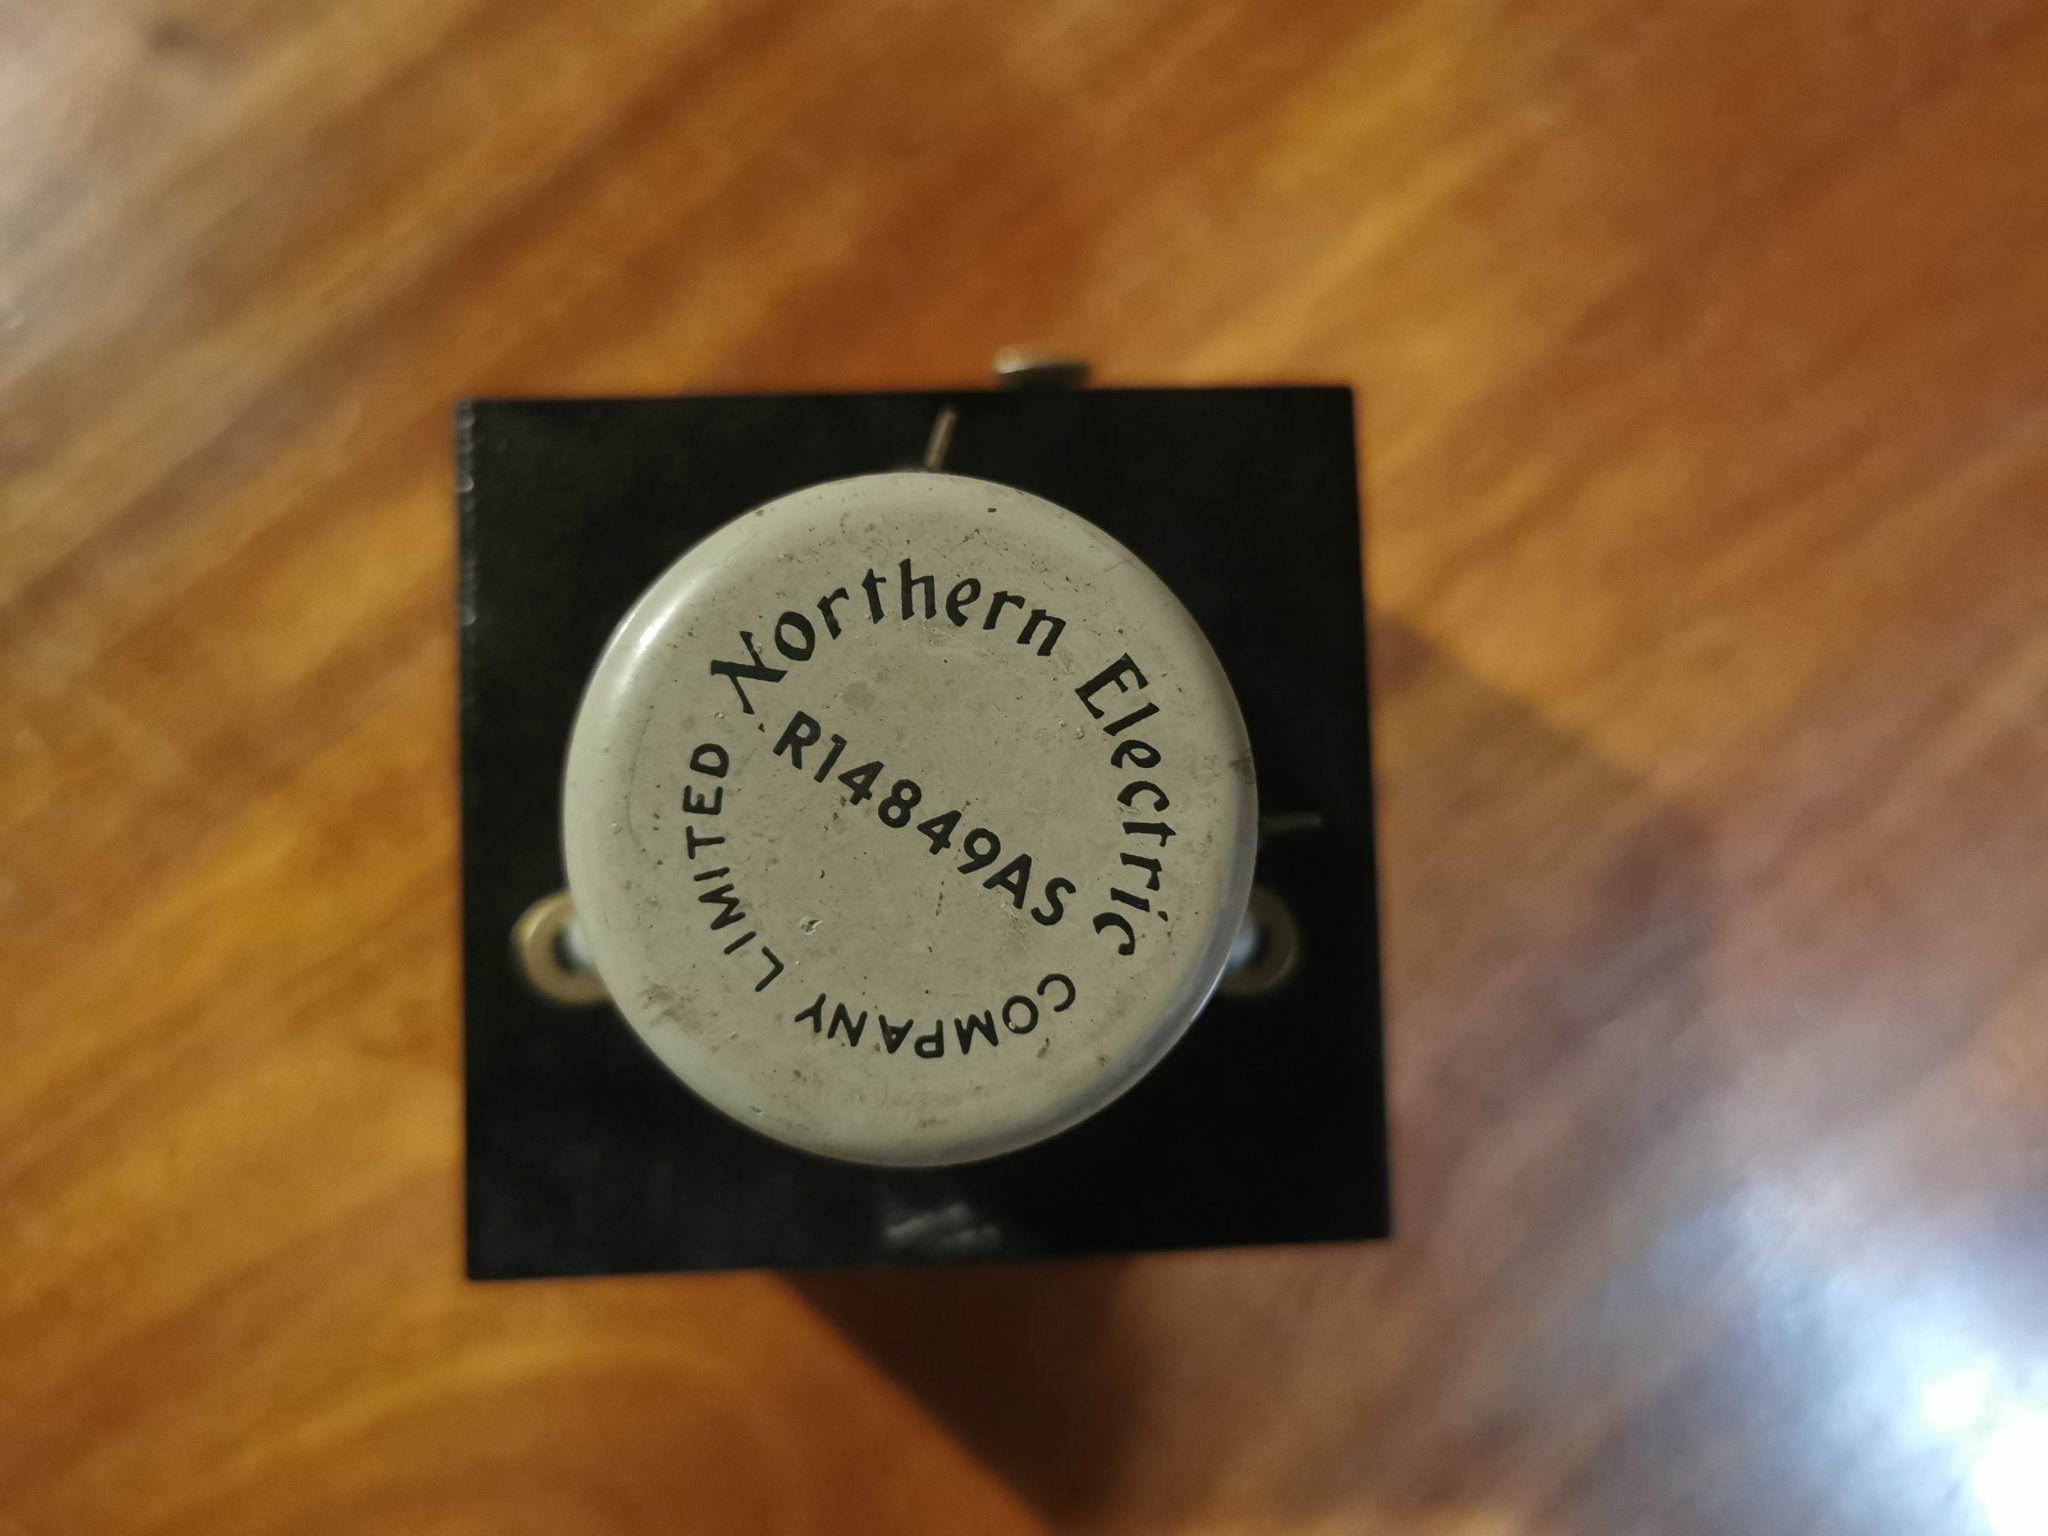 Northern Electric
COMPANY LIMITED
R14849AS